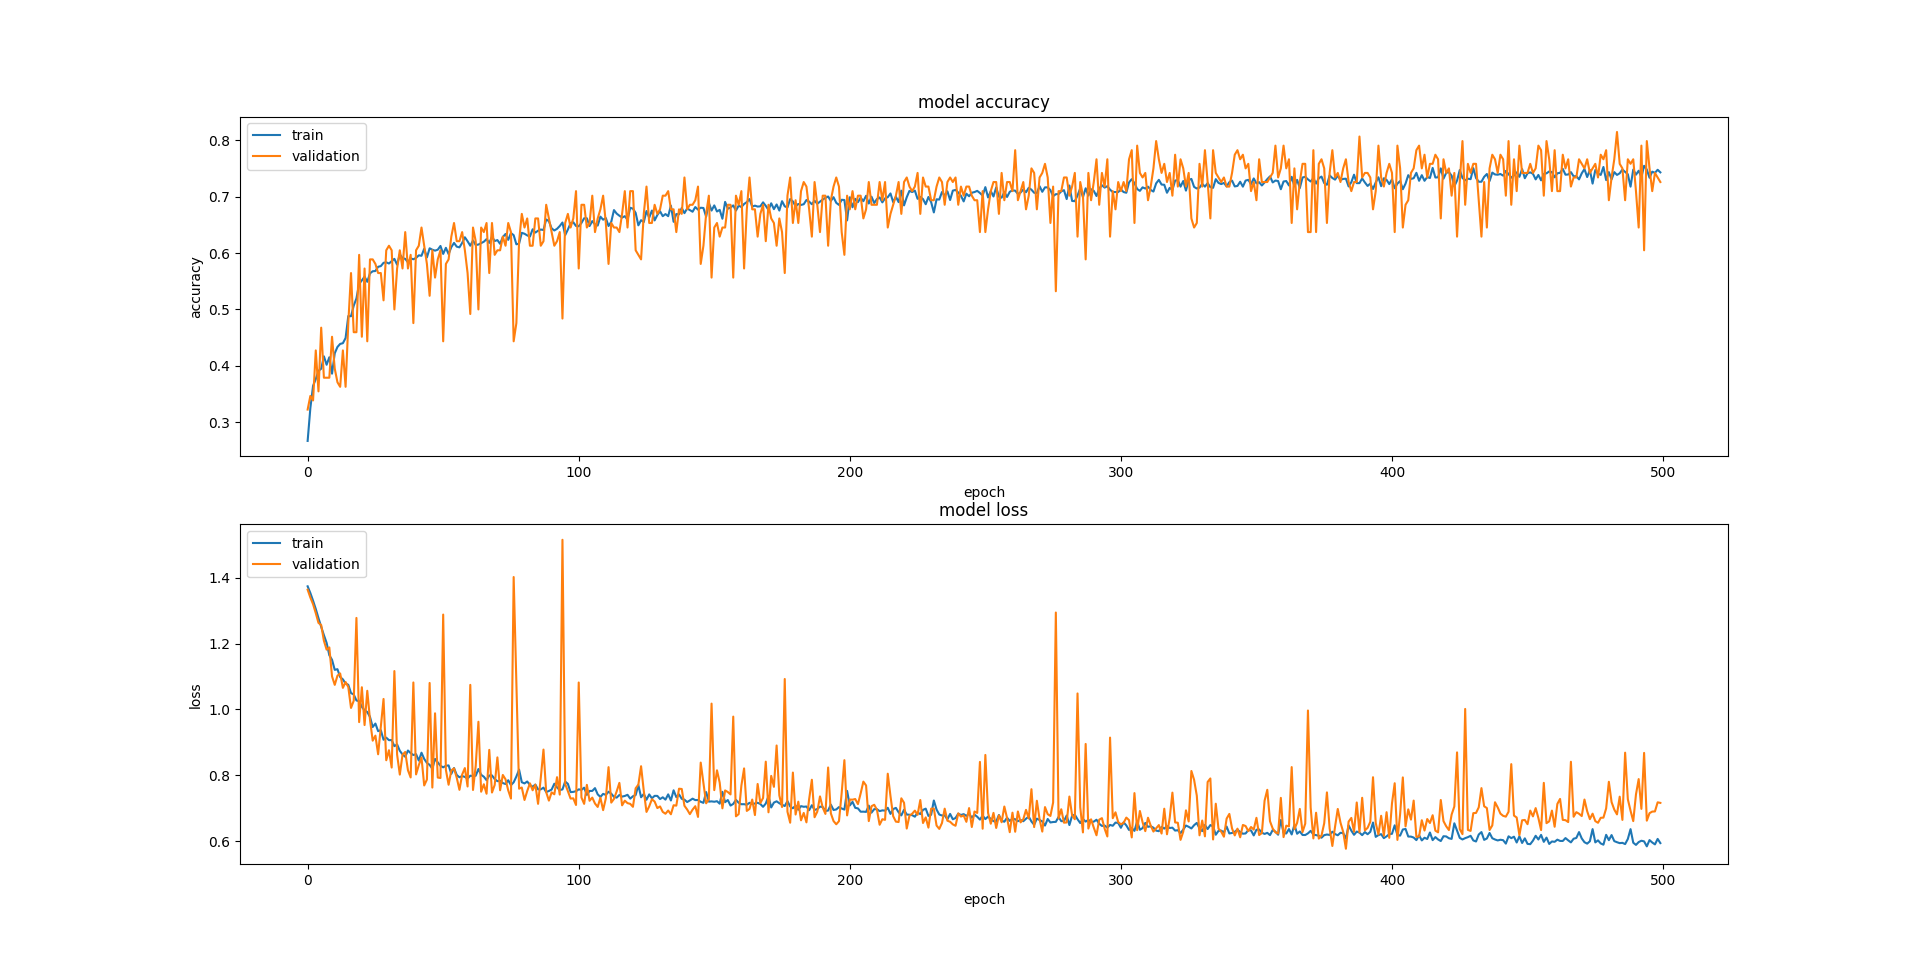 model accuracy
train
validation
0.8
0.7
0.6
0.5
0.4
0.3
accuracy
0 100 200 300 400 500
epoch
model loss
train
validation
1.4
1.2
1.0
0.8
0.6
loss
0 100 200 300 400 500
epoch